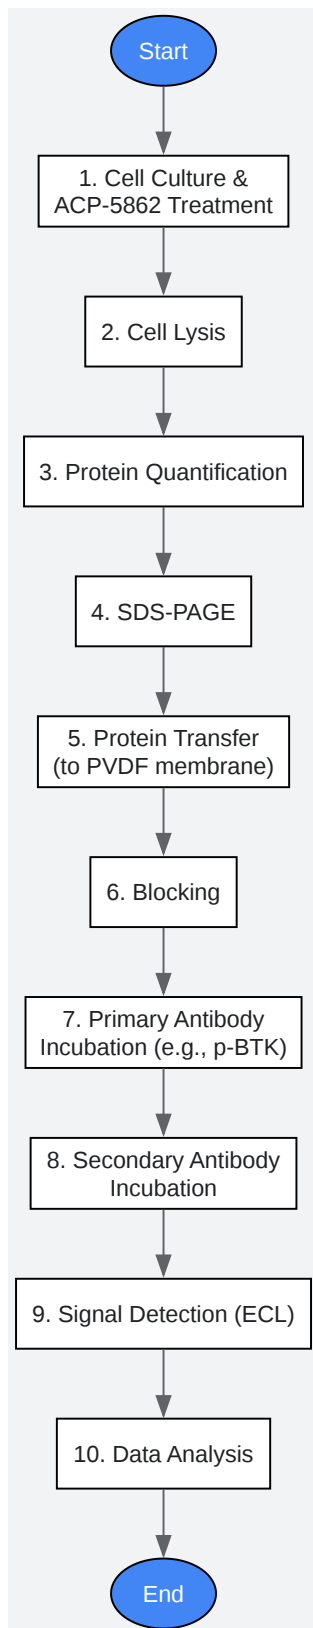 Start
1. Cell Culture &
ACP-5862 Treatment
2. Cell Lysis
3. Protein Quantification
4. SDS-PAGE
5. Protein Transfer
(to PVDF membrane)
6. Blocking
7. Primary Antibody
Incubation (e.g., p-BTK)
8. Secondary Antibody
Incubation
9. Signal Detection (ECL)
10. Data Analysis
End